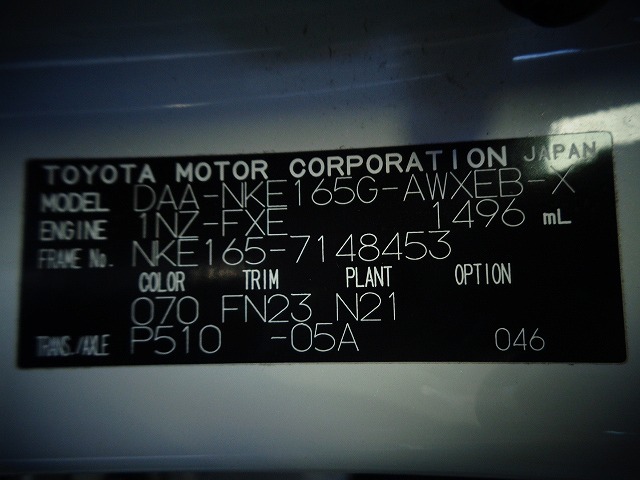 TOYOTA MOTOR CORPORATION JAPAN
MODEL DAA-NKE165G-AWXEB-X
ENGINE 1NZ-FXE 1496 mL
FRAME No. NKE165-7148453
COLOR TRIM PLANT OPTION
070 FN23 N21
TRANS./AXLE P510 -05A 046